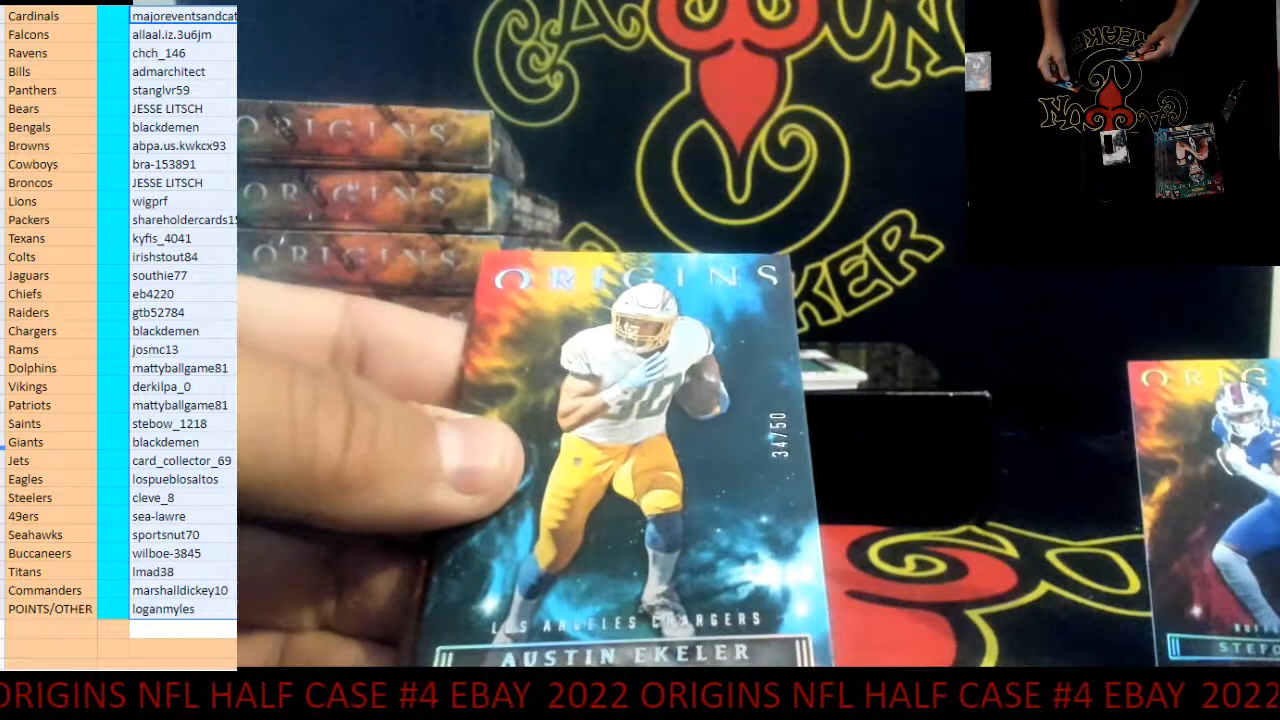 Cardinals majoreventsandcat
Falcons allaal.iz.3u6jm
Ravens chch_146
Bills admarchitect
Panthers stanglvr59
Bears JESSE LITSCH
Bengals blackdemen
Browns abpa.us.kwkcx93
Cowboys bra-153891
Broncos JESSE LITSCH
Lions wigprf
Packers shareholdercards15
Texans kyfis_4041
Colts irishstout84
Jaguars southie77
Chiefs eb4220
Raiders gtb52784
Chargers blackdemen
Rams josmc13
Dolphins mattyballgame81
Vikings derkilpa_0
Patriots mattyballgame81
Saints stebow_1218
Giants blackdemen
Jets card_collector_69
Eagles lospueblosaltos
Steelers cleve_8
49ers sea-lawre
Seahawks sportsnut70
Buccaneers wilboe-3845
Titans lmad38
Commanders marshalldickey10
POINTS/OTHER loganmyles
ORIGINS
ORIGINS
ORIGINS
ORIGINS
34/50
LOS ANGELES CHARGERS
AUSTIN EKELER
KER
ORIG
BUFF
STEFO
ORIGINS NFL HALF CASE #4 EBAY 2022 ORIGINS NFL HALF CASE #4 EBAY 2022